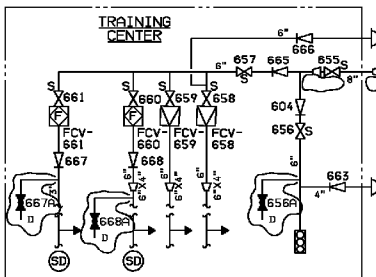 TRAINING
CENTER
6"
666
6"
657
665
655
S
S
8"
S
661
S
660
S
659
S
658
604
656
S
F
F
FCV-
661
FCV-
660
FCV-
659
FCV-
658
667
668
6"
6"
6"
6"
663
4"
6"X4"
6"X4"
6"X4"
3"
667A
D
668A
D
656A
D
SD
SD